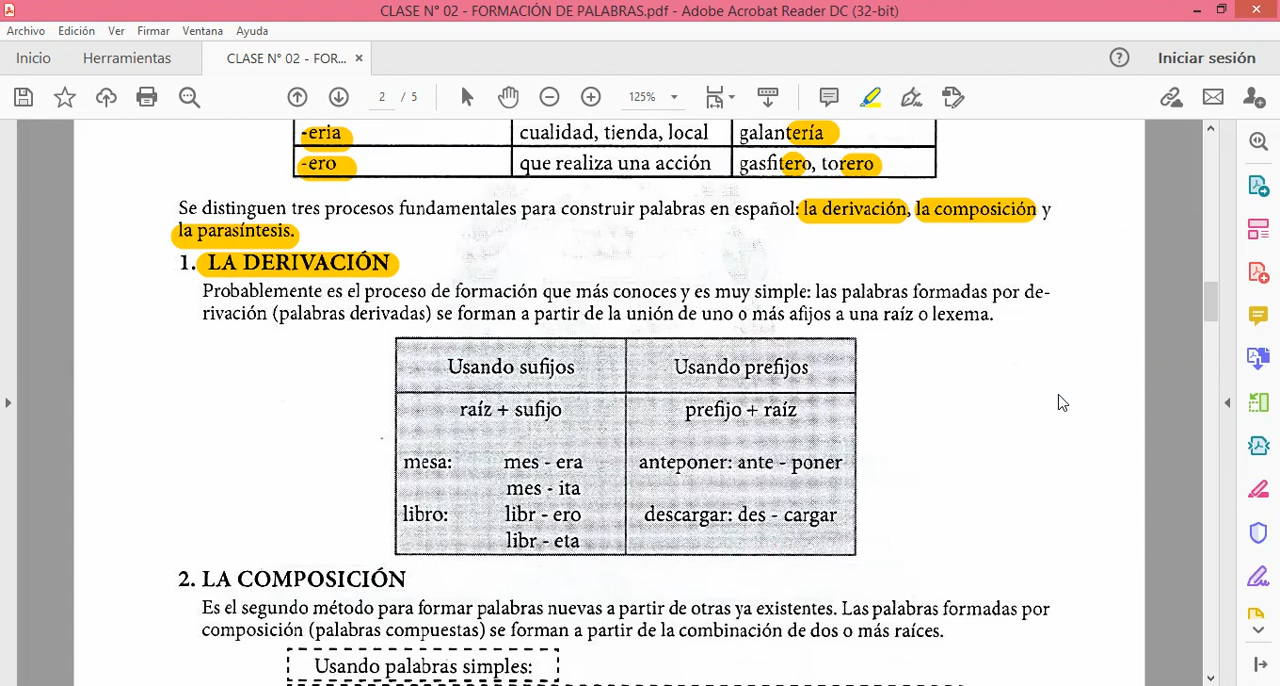 CLASE N° 02 - FORMACIÓN DE PALABRAS.pdf - Adobe Acrobat Reader DC (32-bit)
Archivo Edición Ver Firmar Ventana Ayuda
Inicio Herramientas CLASE N° 02 - FOR... × ? Iniciar sesión
2 / 5 125%
-eria cualidad, tienda, local galantería
-ero que realiza una acción gasfitero, torero
Se distinguen tres procesos fundamentales para construir palabras en español: la derivación, la composición y
la parasíntesis.
1. LA DERIVACIÓN
Probablemente es el proceso de formación que más conoces y es muy simple: las palabras formadas por de-
rivación (palabras derivadas) se forman a partir de la unión de uno o más afijos a una raíz o lexema.
Usando sufijos Usando prefijos
raíz + sufijo prefijo + raíz
mesa: mes - era anteponer: ante - poner
mes - ita
libro: libr - ero descargar: des - cargar
libr - eta
2. LA COMPOSICIÓN
Es el segundo método para formar palabras nuevas a partir de otras ya existentes. Las palabras formadas por
composición (palabras compuestas) se forman a partir de la combinación de dos o más raíces.
Usando palabras simples: